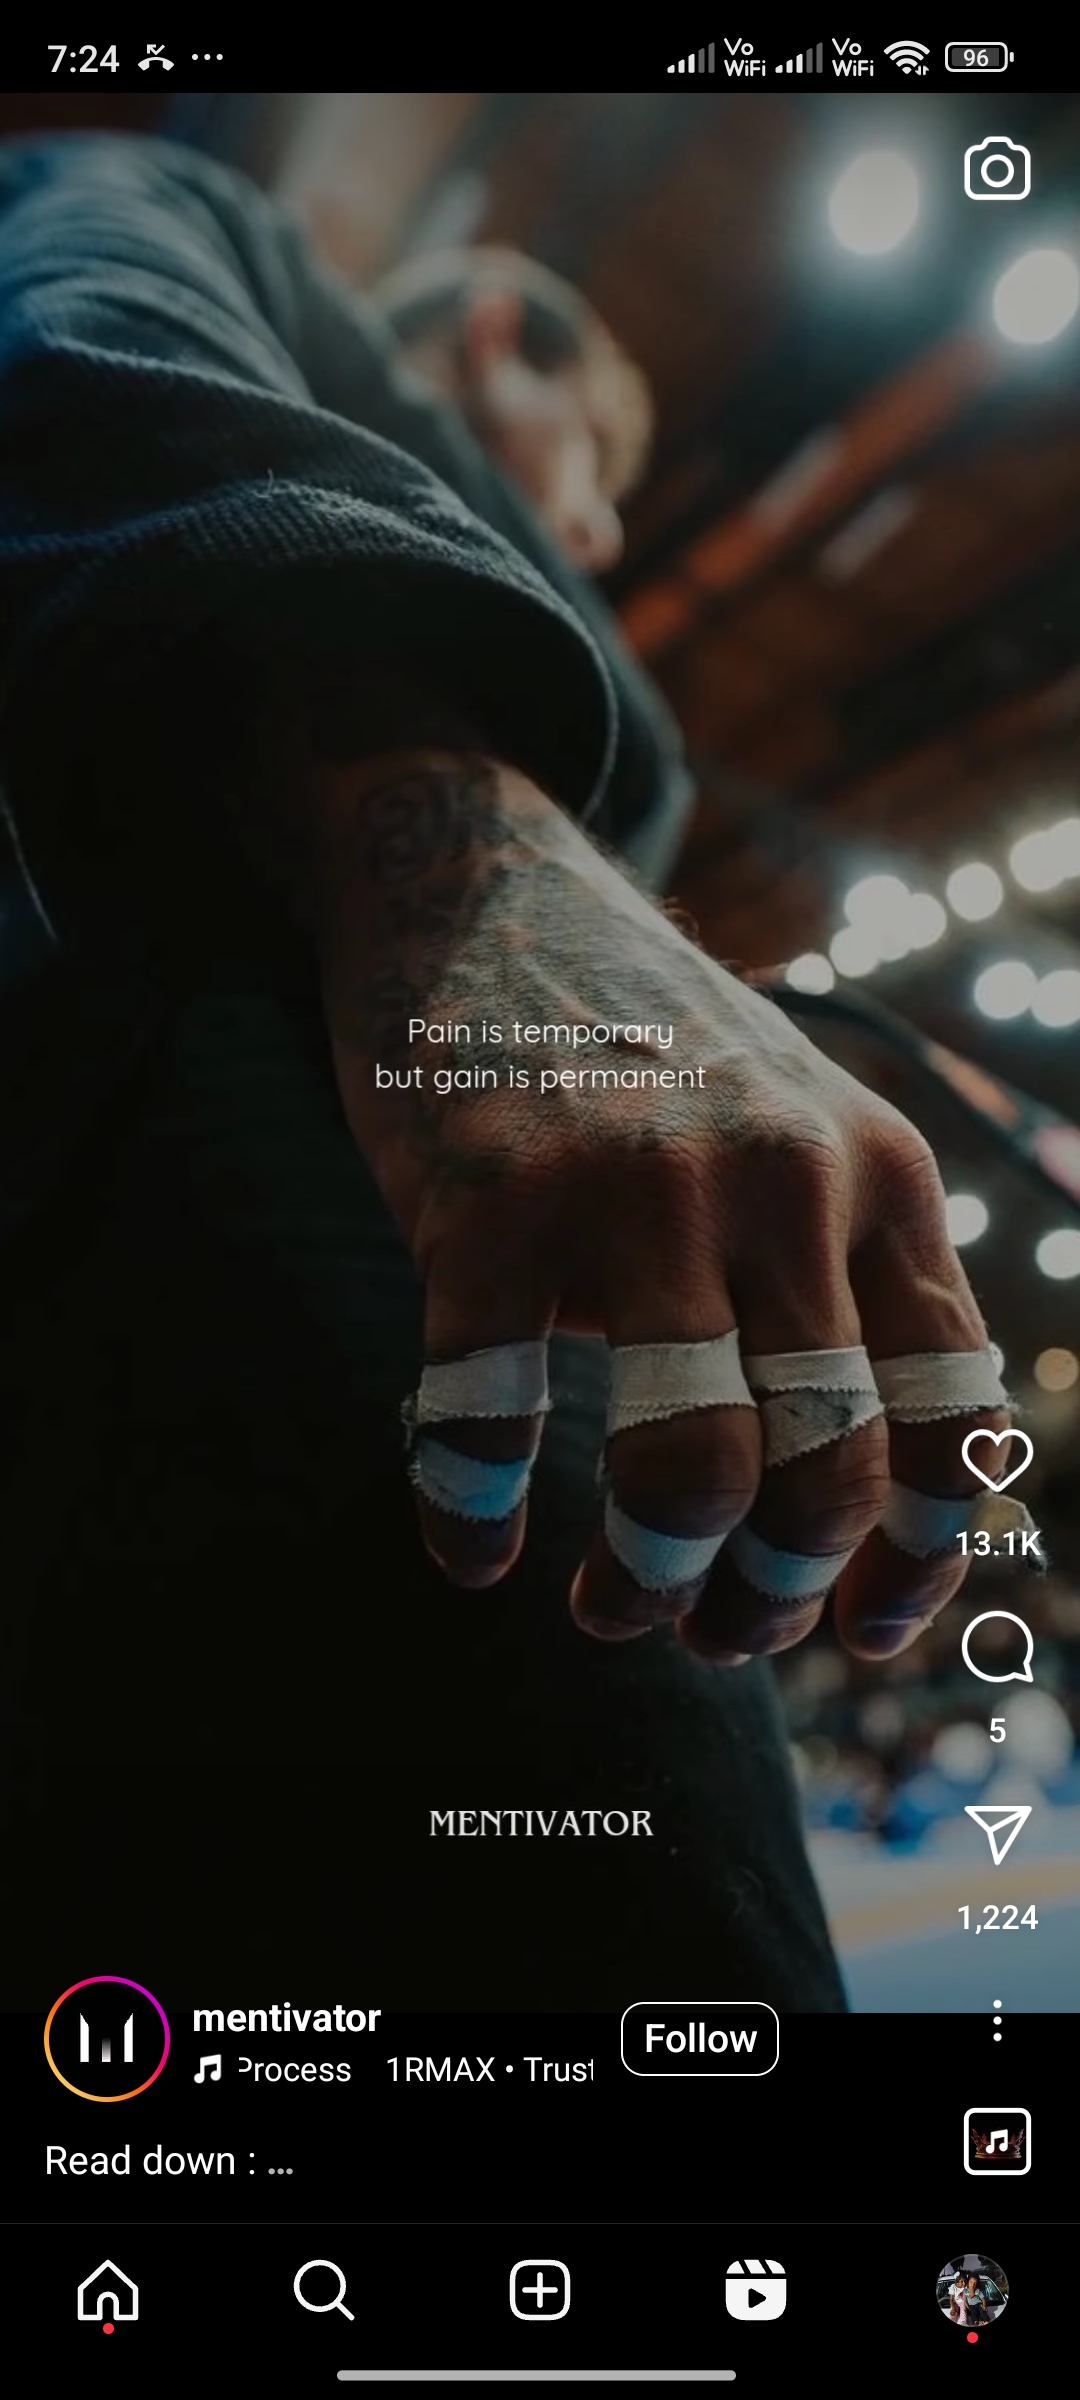 7:24
Vo
WiFi
Vo
WiFi
96
Pain is temporary
but gain is permanent
13.1K
5
MENTIVATOR
1,224
mentivator
Follow
Process 1RMAX • Trust
Read down : ...